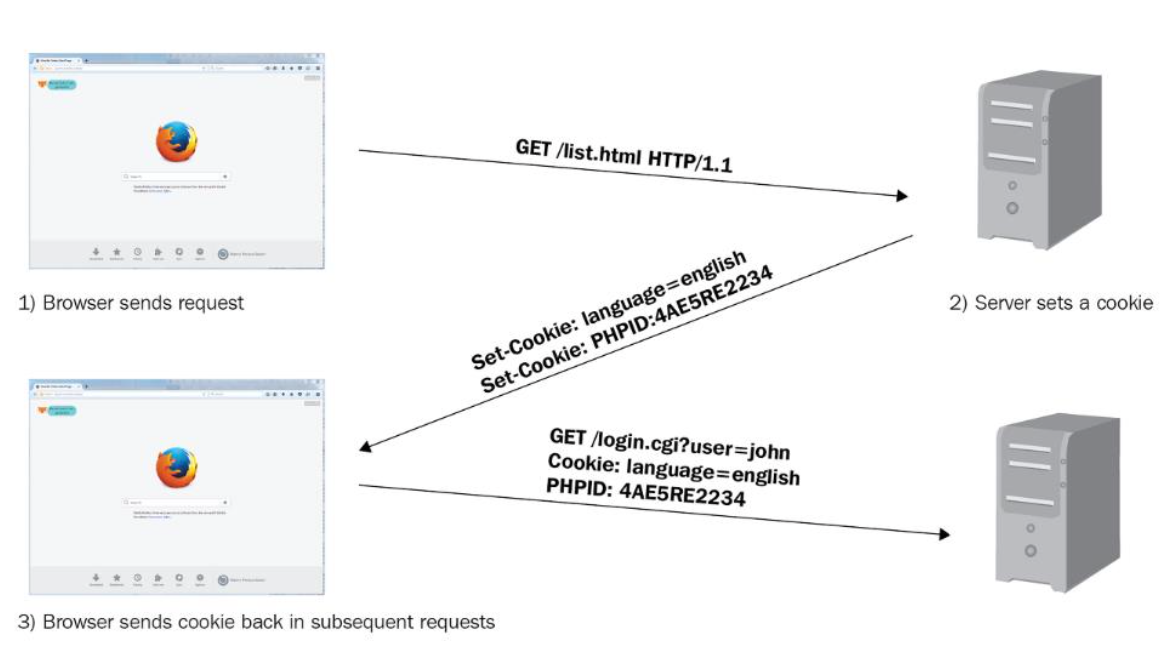 GET /list.html HTTP/1.1
1) Browser sends request
2) Server sets a cookie
Set-Cookie: language=english
Set-Cookie: PHPID:4AE5RE2234
GET /login.cgi?user=john
Cookie: language=english
PHPID: 4AE5RE2234
3) Browser sends cookie back in subsequent requests